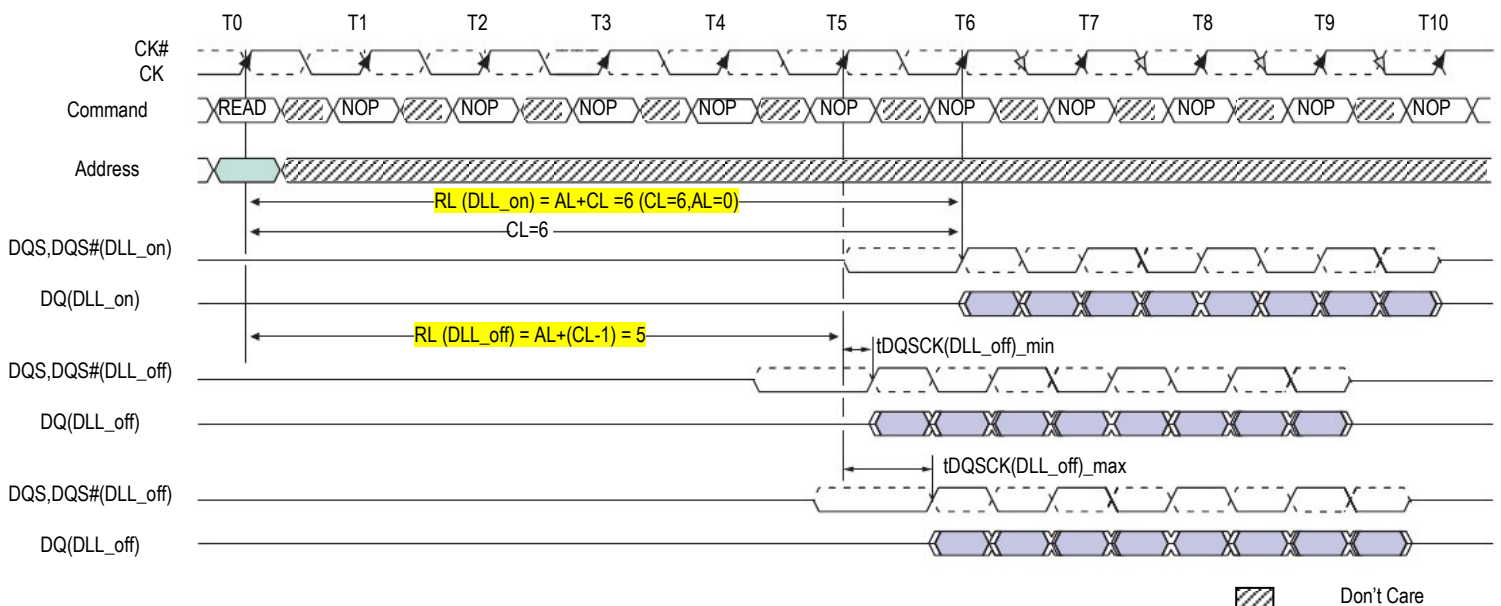 T0 T1 T2 T3 T4 T5 T6 T7 T8 T9 T10
CK#
CK
Command READ NOP NOP NOP NOP NOP NOP NOP NOP NOP NOP
Address
RL (DLL_on) = AL+CL =6 (CL=6,AL=0)
CL=6
DQS,DQS#(DLL_on)
DQ(DLL_on)
RL (DLL_off) = AL+(CL-1) = 5
tDQSCK(DLL_off)_min
DQS,DQS#(DLL_off)
DQ(DLL_off)
tDQSCK(DLL_off)_max
DQS,DQS#(DLL_off)
DQ(DLL_off)
Don't Care